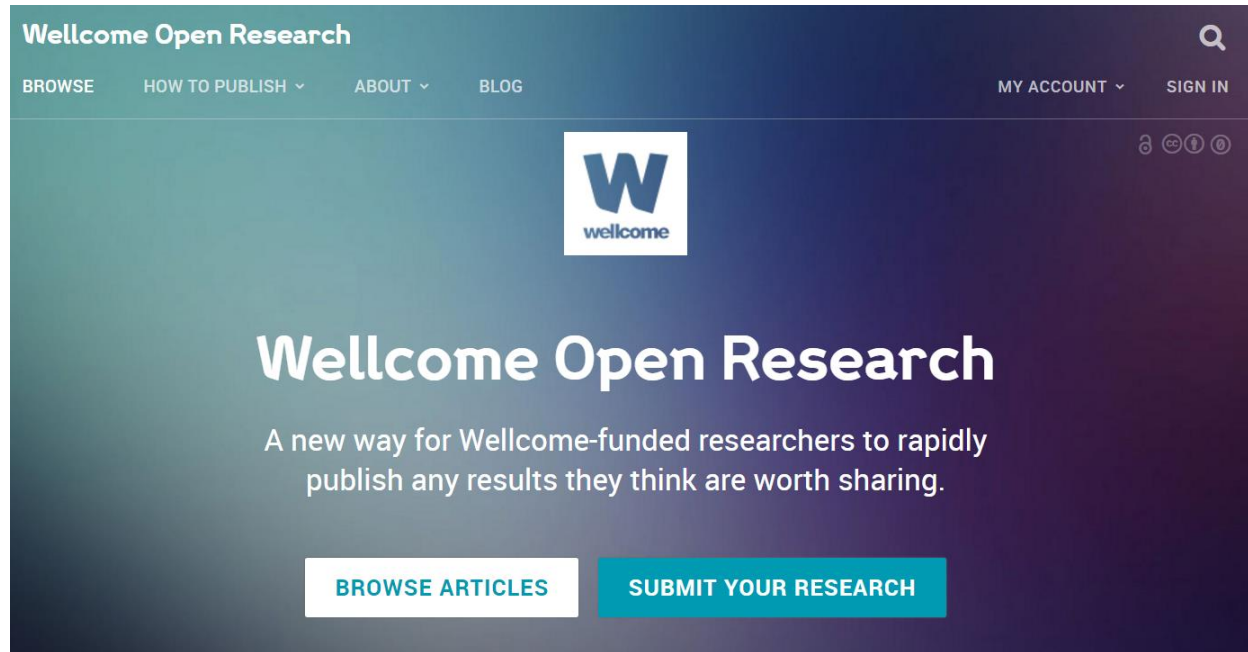 Wellcome Open Research
BROWSE HOW TO PUBLISH ABOUT BLOG MY ACCOUNT SIGN IN
W
wellcome
Wellcome Open Research
A new way for Wellcome-funded researchers to rapidly
publish any results they think are worth sharing.
BROWSE ARTICLES SUBMIT YOUR RESEARCH